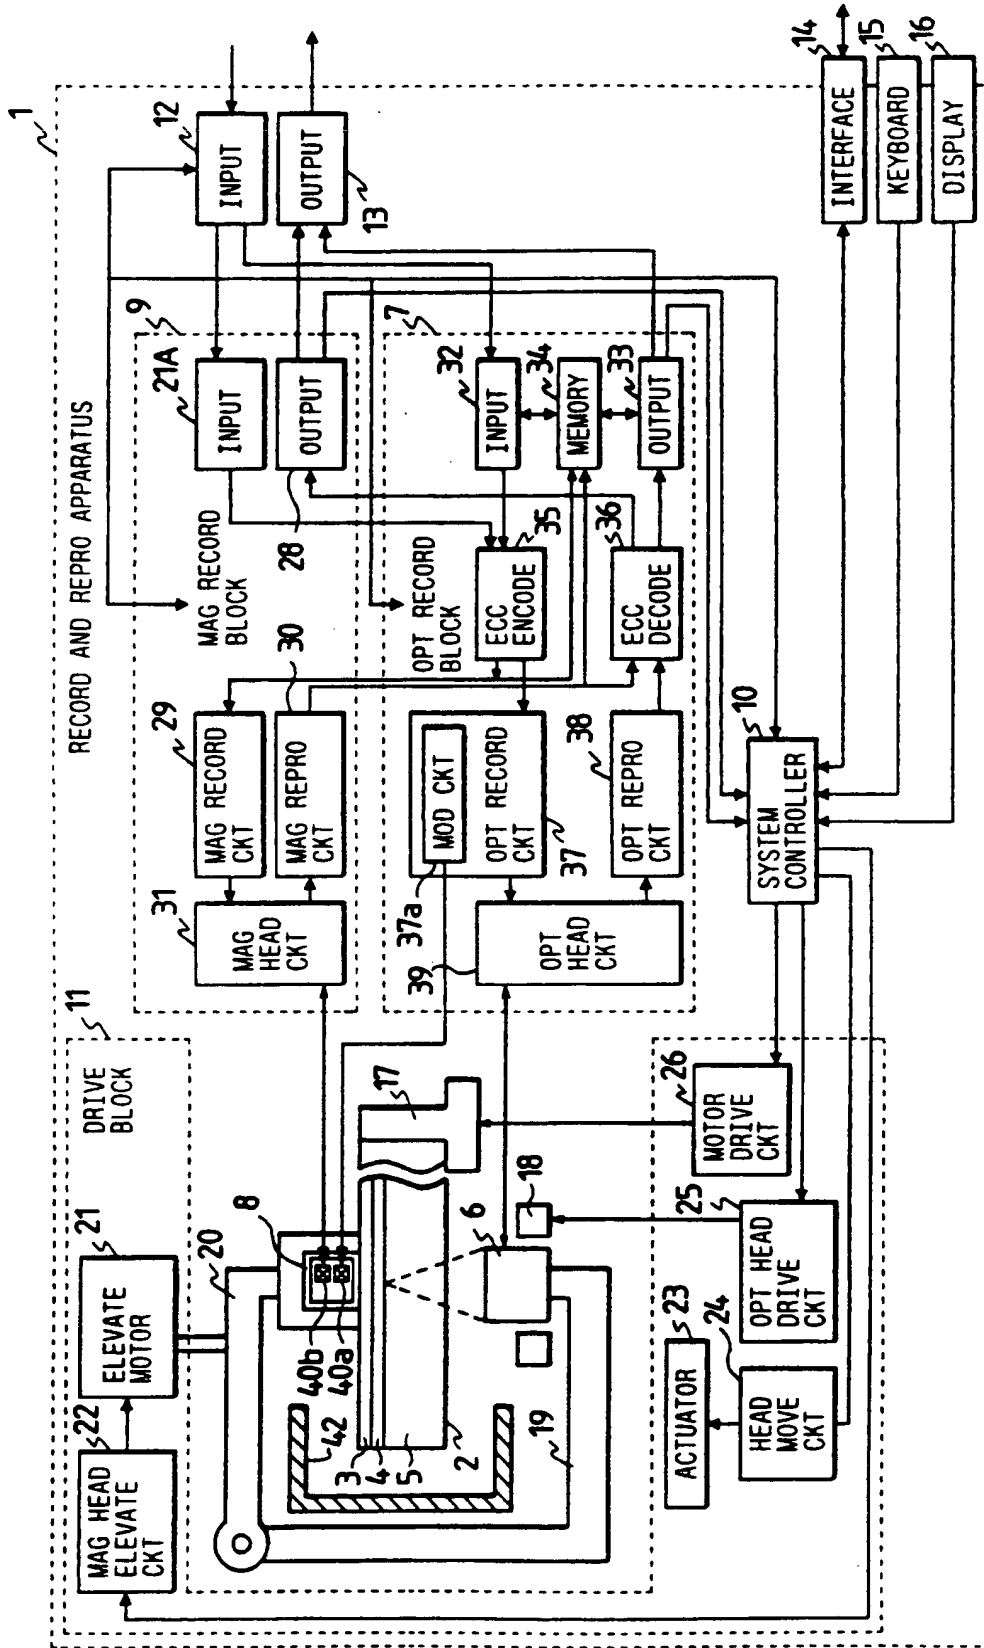 1
RECORD AND REPRO APPARATUS
11
DRIVE
BLOCK
22
MAG HEAD
ELEVATE
CKT
21
ELEVATE
MOTOR
20
8
40b
40a
42
3
4
5
2
17
6
18
19
9
MAG RECORD
BLOCK
31
MAG HEAD
CKT
29
MAG RECORD
CKT
30
MAG REPRO
CKT
21A
INPUT
28
OUTPUT
12
INPUT
OUTPUT
13
7
OPT RECORD
BLOCK
39
OPT HEAD
CKT
37a
MOD CKT
OPT RECORD
CKT
37
38
OPT REPRO
CKT
35
ECC
ENCODE
36
ECC
DECODE
32
INPUT
34
MEMORY
33
OUTPUT
23
ACTUATOR
24
HEAD
MOVE
CKT
25
OPT HEAD
DRIVE
CKT
26
MOTOR
DRIVE
CKT
10
SYSTEM
CONTROLLER
14
INTERFACE
15
KEYBOARD
16
DISPLAY